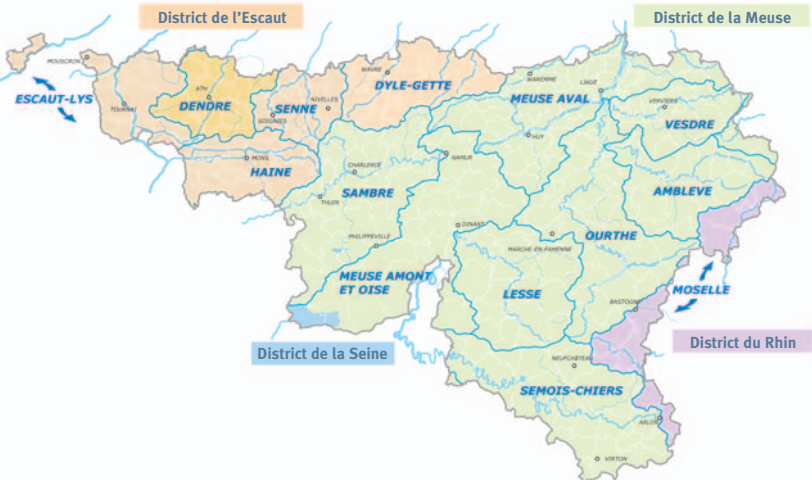 District de l'Escaut
District de la Meuse
MOUSCRON
WAVRE
WAREMME
LIEGE
ESCAUT-LYS
TOURNAI
ATH
DENDRE
SENNE
NIVELLES
SOIGNIES
DYLE-GETTE
MEUSE AVAL
VERVIERS
VESDRE
HUY
MONS
HAINE
CHARLEROI
NAMUR
SAMBRE
THUIN
AMBLEVE
DINANT
PHILIPPEVILLE
MARCHE-EN-FAMENNE
OURTHE
MEUSE AMONT
ET OISE
LESSE
MOSELLE
BASTOGNE
District de la Seine
District du Rhin
NEUFCHATEAU
SEMOIS-CHIERS
ARLON
VIRTON